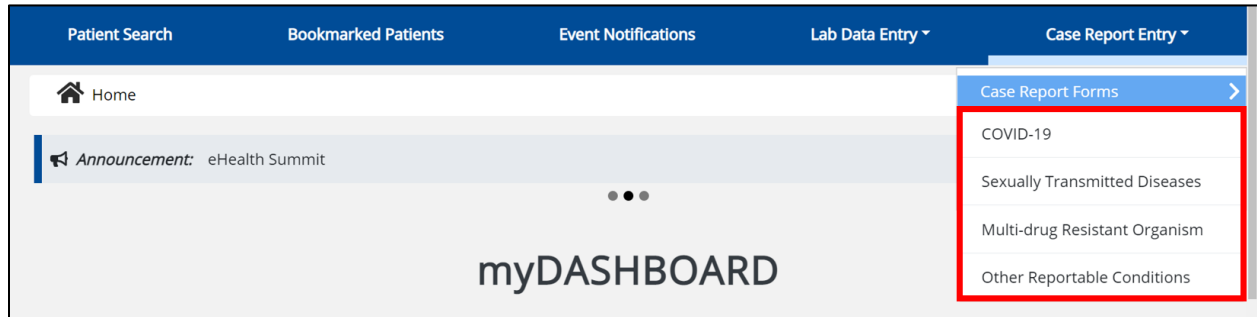 Patient Search
Bookmarked Patients
Event Notifications
Lab Data Entry
Case Report Entry
Home
Case Report Forms
COVID-19
Announcement: eHealth Summit
Sexually Transmitted Diseases
Multi-drug Resistant Organism
myDASHBOARD
Other Reportable Conditions